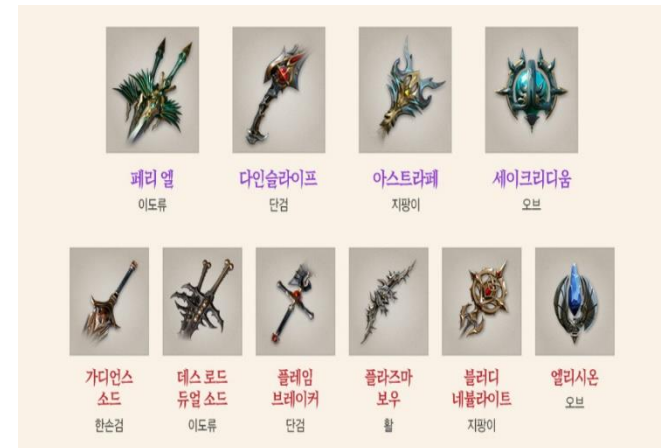 페리 엘 다인슬라이프 아스트라페 세이크리디움
이도류 단검 지팡이 오브
가디언스 데스 로드 플레임 플라즈마 블러디 엘리시온
소드 듀얼 소드 브레이커 보우 네뷸라이트 오브
한손검 이도류 단검 활 지팡이